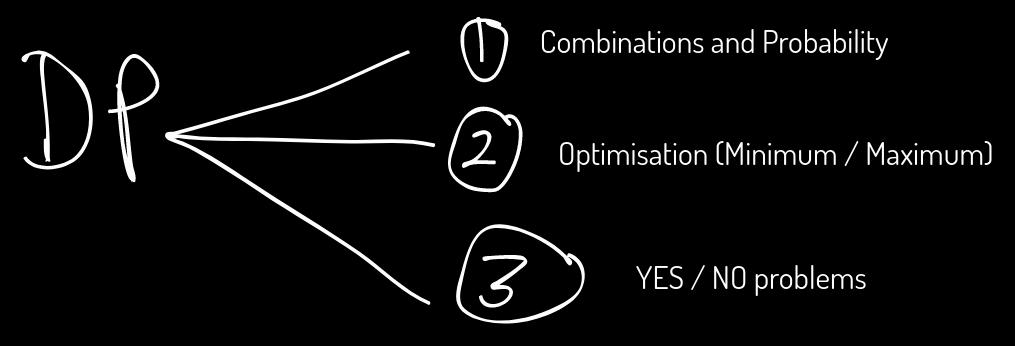 DP
1 Combinations and Probability
2 Optimisation (Minimum / Maximum)
3 YES / NO problems